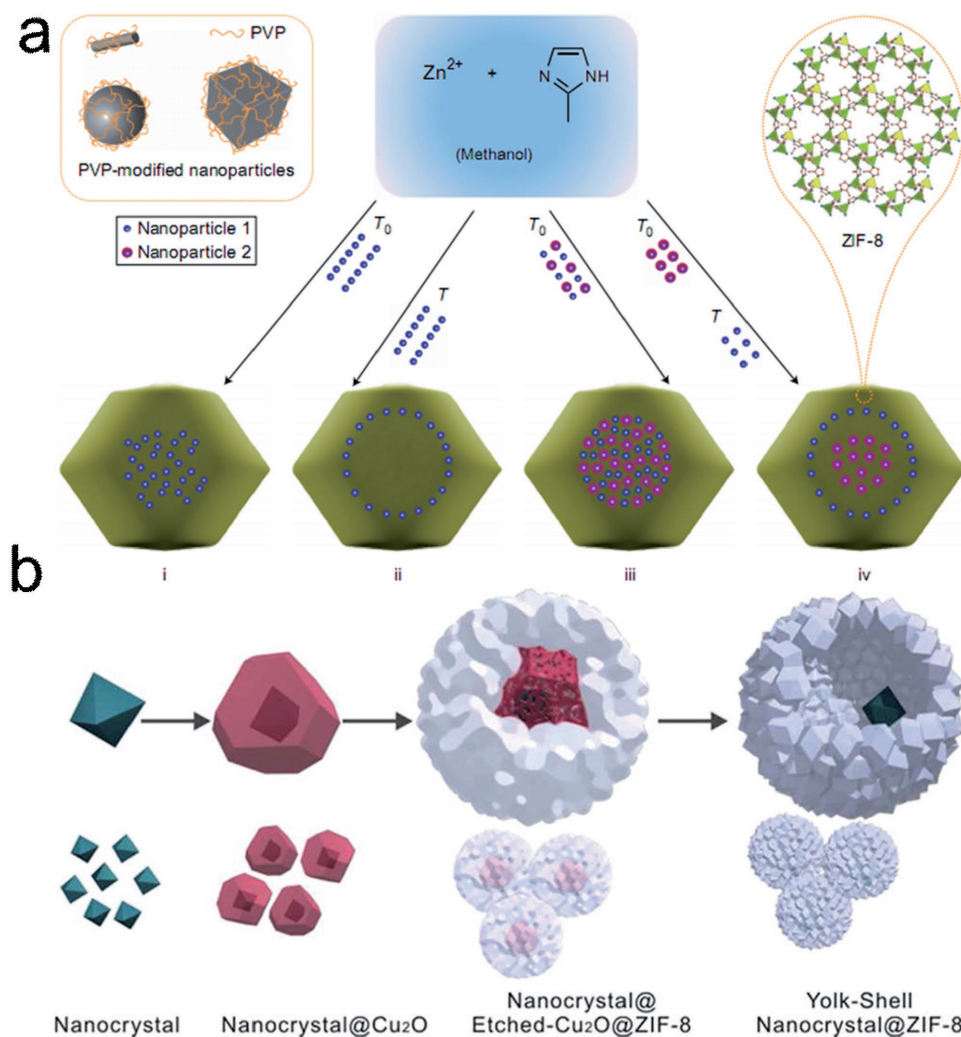 a
PVP
PVP-modified nanoparticles
Zn2+ + N NH
(Methanol)
ZIF-8
Nanoparticle 1
Nanoparticle 2
T0
T
T0
T0
T
i
ii
iii
iv
b
Nanocrystal
Nanocrystal@Cu2O
Nanocrystal@
Etched-Cu2O@ZIF-8
Yolk-Shell
Nanocrystal@ZIF-8